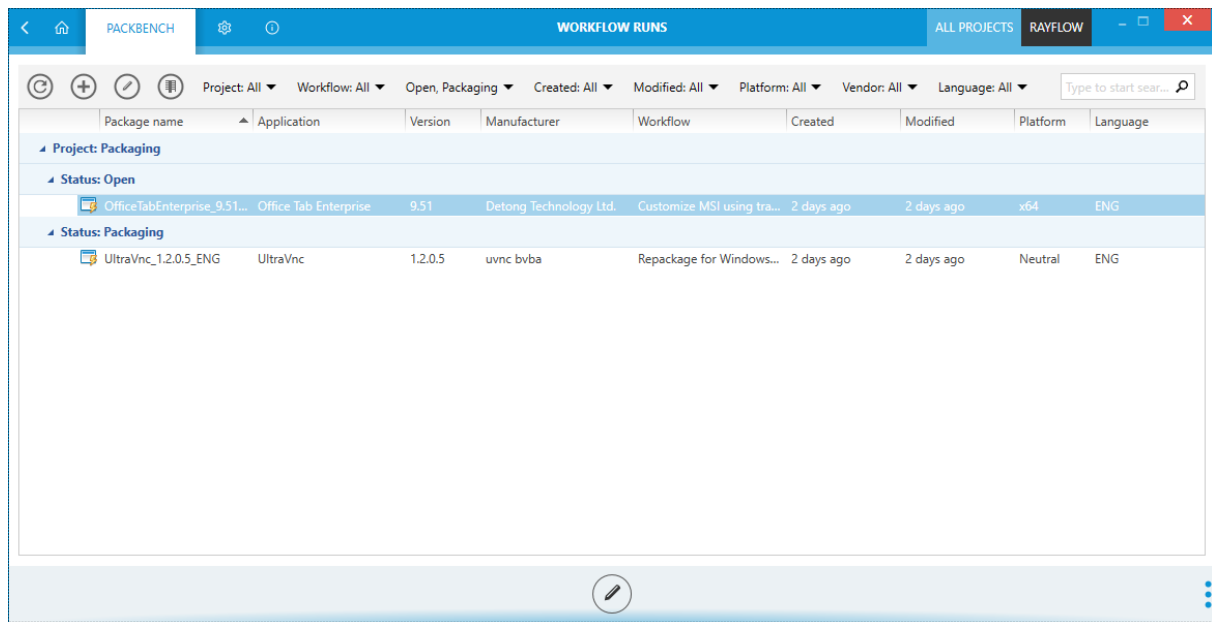 PACKBENCH WORKFLOW RUNS ALL PROJECTS RAYFLOW
Project: All Workflow: All Open, Packaging Created: All Modified: All Platform: All Vendor: All Language: All Type to start sear...
Package name Application Version Manufacturer Workflow Created Modified Platform Language
Project: Packaging
Status: Open
OfficeTabEnterprise_9.51... Office Tab Enterprise 9.51 Detong Technology Ltd. Customize MSI using tra... 2 days ago 2 days ago x64 ENG
Status: Packaging
UltraVnc_1.2.0.5_ENG UltraVnc 1.2.0.5 uvnc bvba Repackage for Windows... 2 days ago 2 days ago Neutral ENG